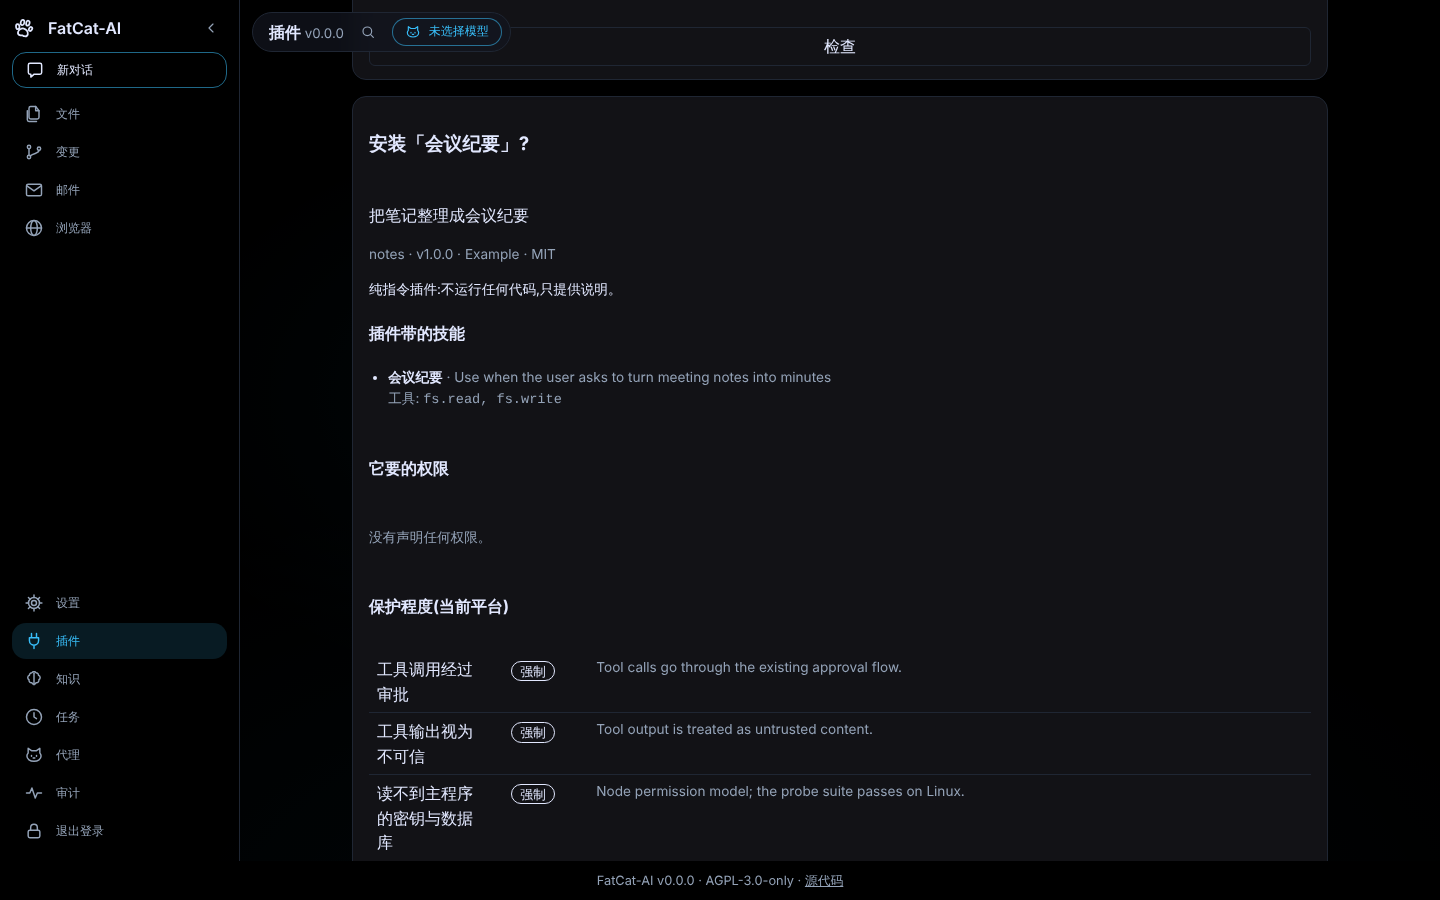 FatCat-AI
新对话
文件
变更
邮件
浏览器
设置
插件
知识
任务
代理
审计
退出登录
插件 v0.0.0
未选择模型
检查
安装「会议纪要」?
把笔记整理成会议纪要
notes · v1.0.0 · Example · MIT
纯指令插件:不运行任何代码,只提供说明。
插件带的技能
会议纪要 · Use when the user asks to turn meeting notes into minutes
工具: fs.read, fs.write
它要的权限
没有声明任何权限。
保护程度(当前平台)
工具调用经过
审批
强制
Tool calls go through the existing approval flow.
工具输出视为
不可信
强制
Tool output is treated as untrusted content.
读不到主程序
的密钥与数据
库
强制
Node permission model; the probe suite passes on Linux.
FatCat-AI v0.0.0 · AGPL-3.0-only · 源代码